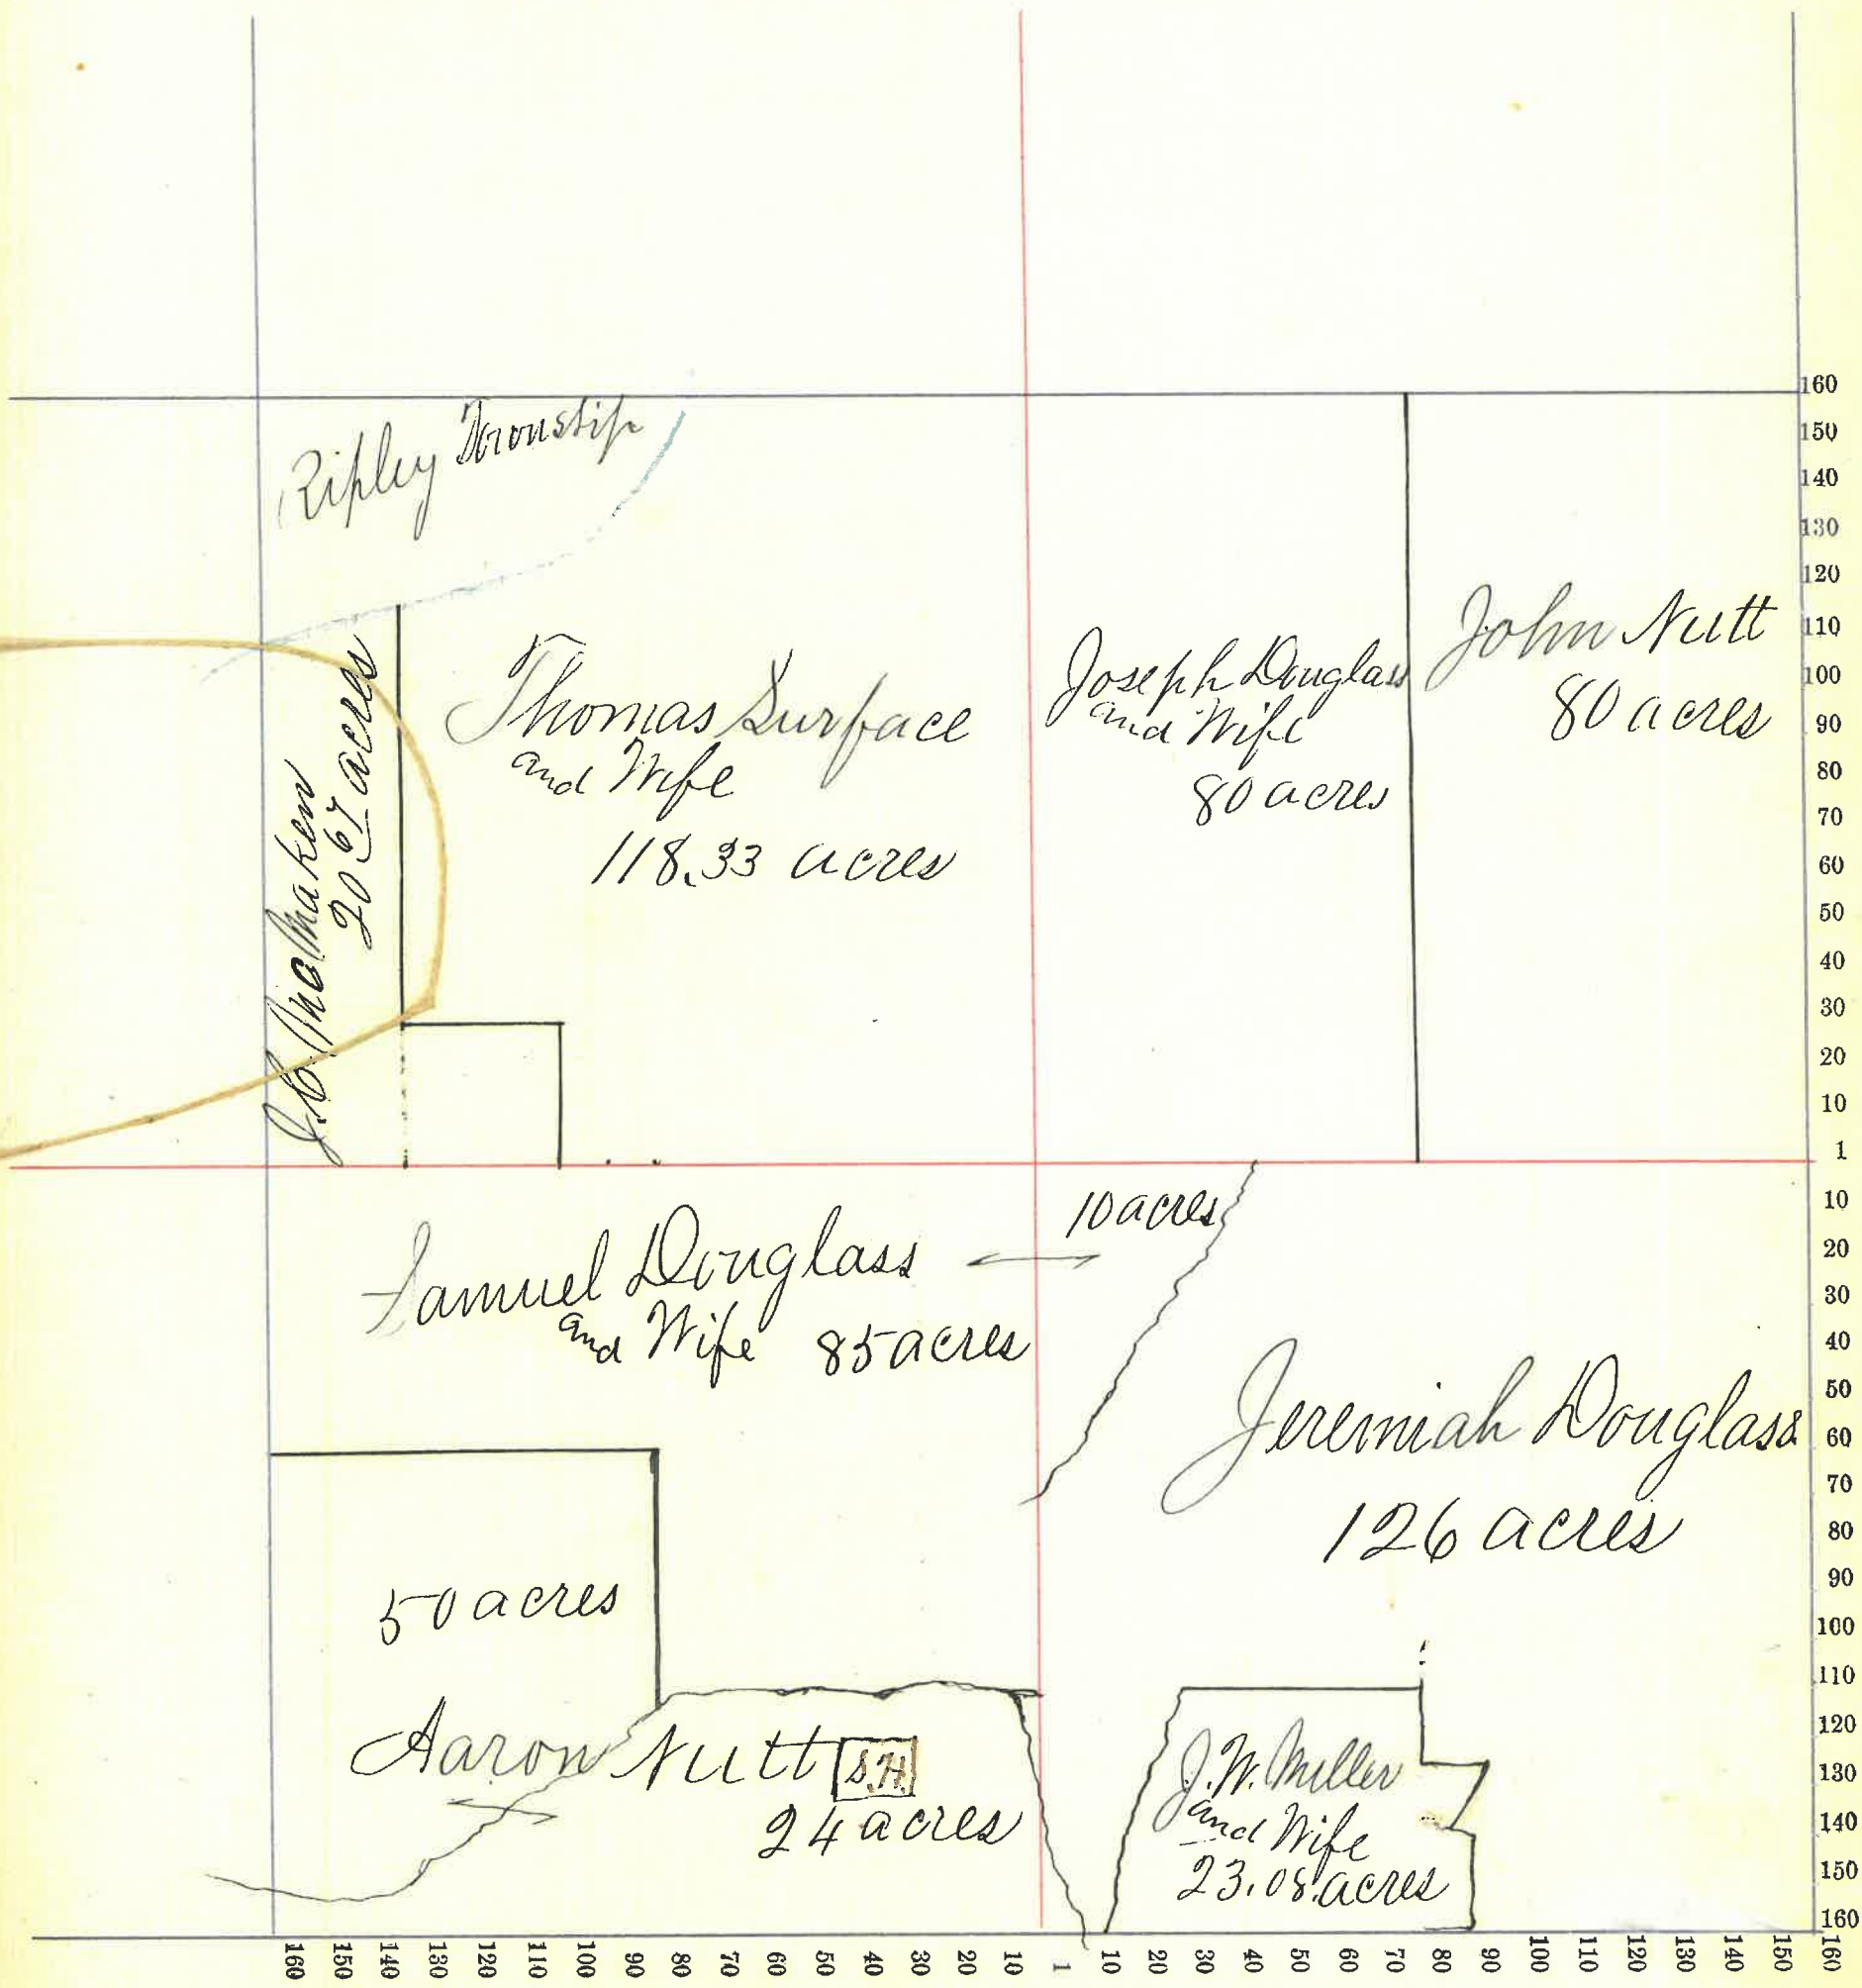 Ripley Township
J.C.
20.67 acres
Thomas Surface
and Wife
118.33 acres
Joseph Douglass
and Wife
80 acres
John Nutt
80 acres
Samuel Douglass
and Wife 85 acres
10 acres
Jeremiah Douglass
126 acres
50 acres
Aaron Nutt S.H.
24 acres
J.W. Miller
and Wife
23.08 acres
160
150
140
130
120
110
100
90
80
70
60
50
40
30
20
10
1
10
20
30
40
50
60
70
80
90
100
110
120
130
140
150
160
160 150 140 130 120 110 100 90 80 70 60 50 40 30 20 10 1 10 20 30 40 50 60 70 80 90 100 110 120 130 140 150 160